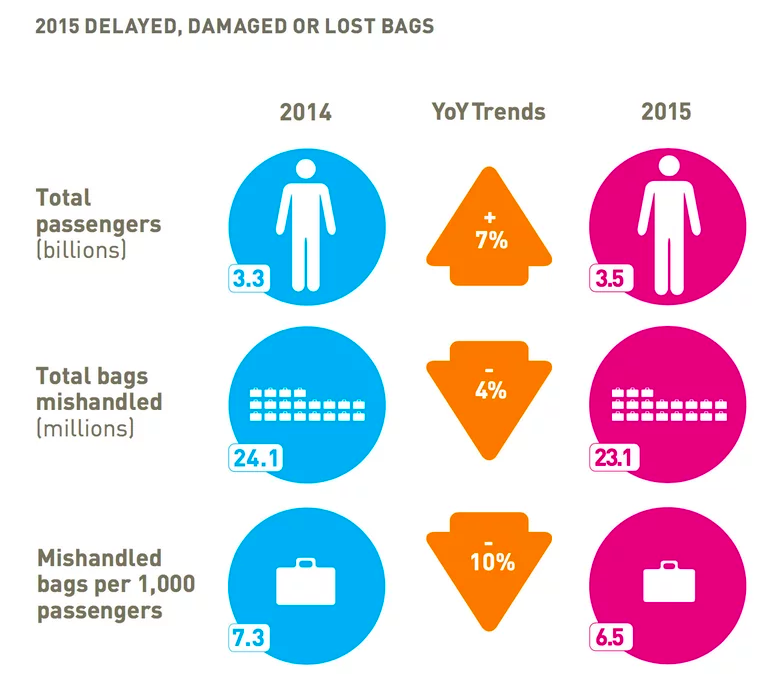 2015 DELAYED, DAMAGED OR LOST BAGS
2014
YoY Trends
2015
Total
passengers
(billions)
3.3
+
7%
3.5
Total bags
mishandled
(millions)
24.1
-
4%
23.1
Mishandled
bags per 1,000
passengers
7.3
-
10%
6.5